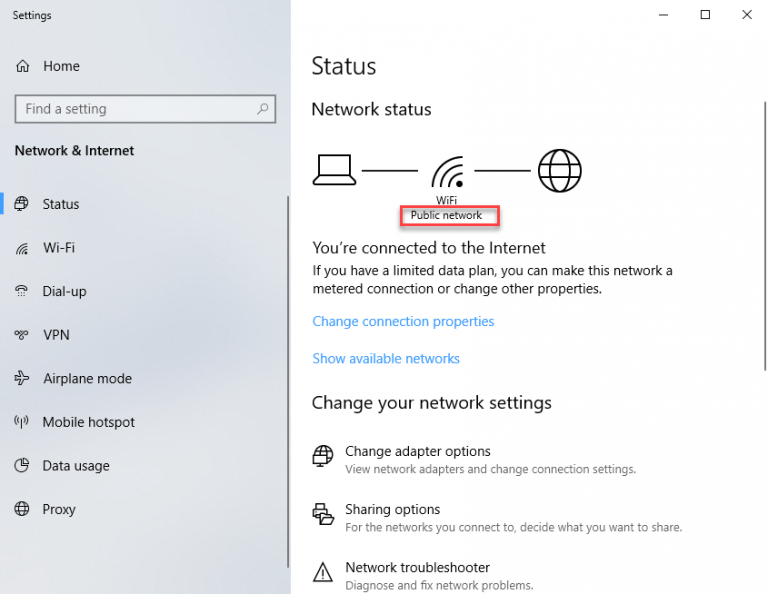 Settings
Home
Find a setting
Network & Internet
Status
Wi-Fi
Dial-up
VPN
Airplane mode
Mobile hotspot
Data usage
Proxy
Status
Network status
WiFi
Public network
You're connected to the Internet
If you have a limited data plan, you can make this network a
metered connection or change other properties.
Change connection properties
Show available networks
Change your network settings
Change adapter options
View network adapters and change connection settings.
Sharing options
For the networks you connect to, decide what you want to share.
Network troubleshooter
Diagnose and fix network problems.